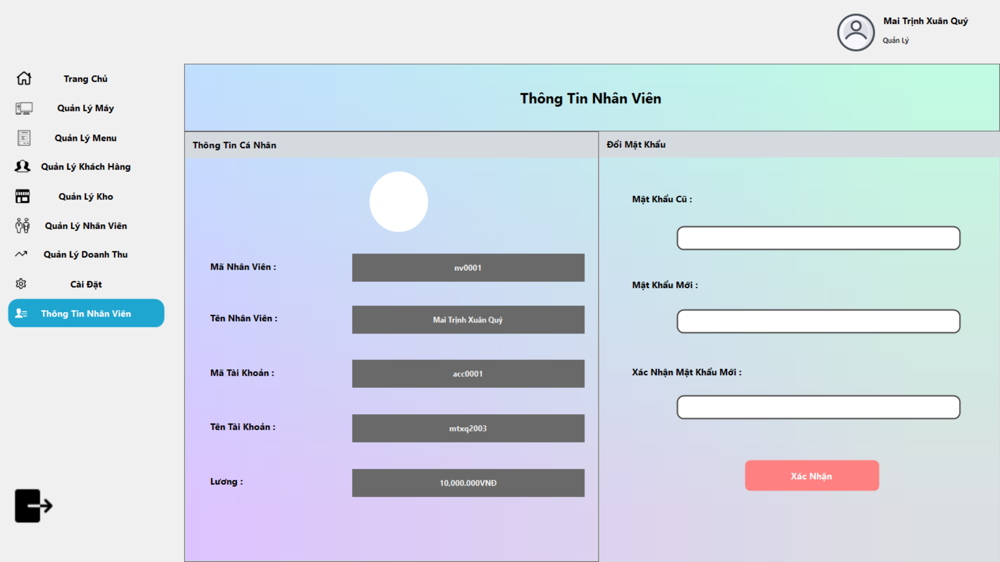 Mai Trịnh Xuân Quý
Quản Lý
Trang Chủ
Quản Lý Máy
Quản Lý Menu
Quản Lý Khách Hàng
Quản Lý Kho
Quản Lý Nhân Viên
Quản Lý Doanh Thu
Cài Đặt
Thông Tin Nhân Viên
Thông Tin Nhân Viên
Thông Tin Cá Nhân
Mã Nhân Viên : nv0001
Tên Nhân Viên : Mai Trịnh Xuân Quý
Mã Tài Khoản : acc0001
Tên Tài Khoản : mtxq2003
Lương : 10,000.000VNĐ
Đổi Mật Khẩu
Mật Khẩu Cũ :
Mật Khẩu Mới :
Xác Nhận Mật Khẩu Mới :
Xác Nhận